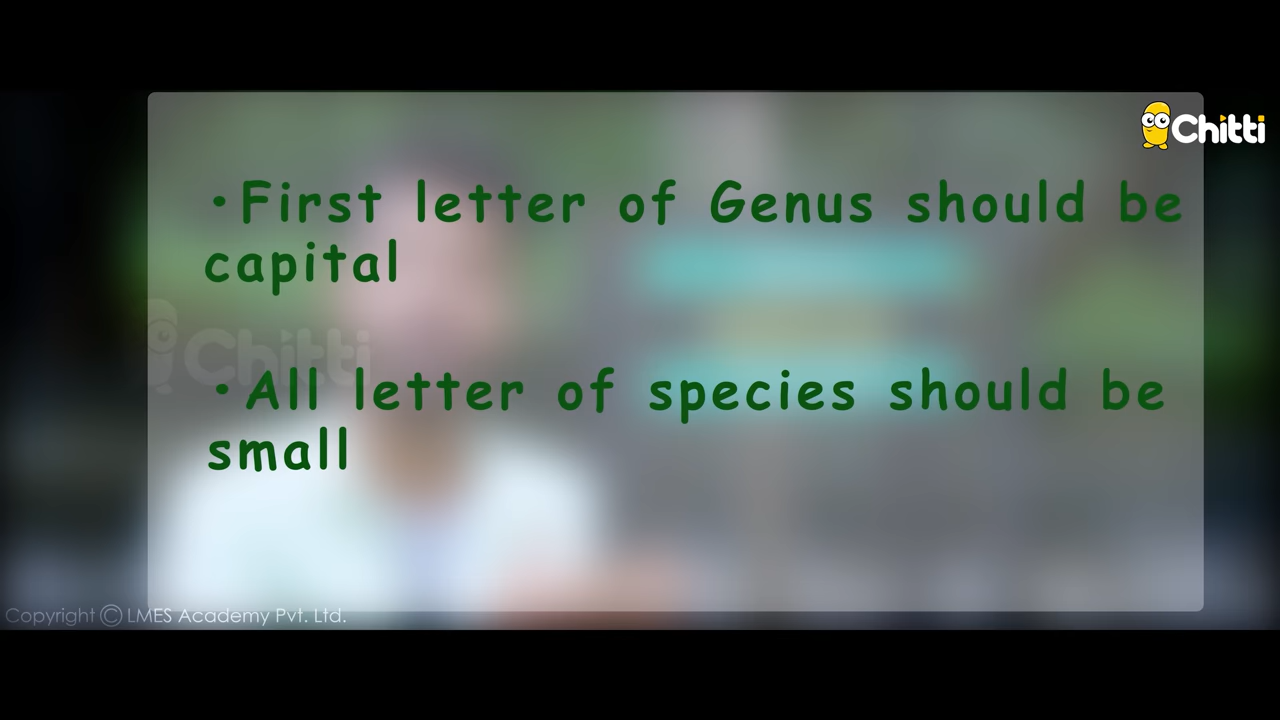 Chitti
•First letter of Genus should be
capital
Chitti
•All letter of species should be
small
Copyright © LMES Academy Pvt. Ltd.